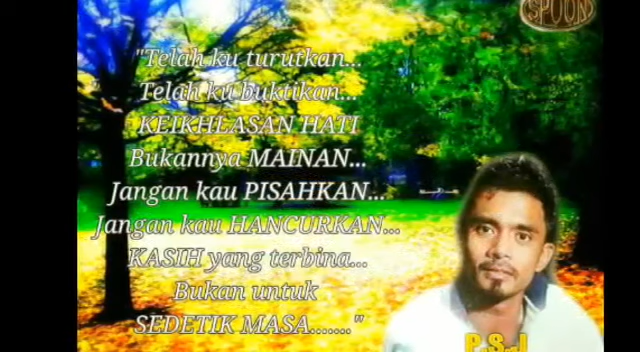 SPOON
"Telah ku turutkan...
Telah ku buktikan...
KEIKHLASAN HATI
Bukannya MAINAN...
Jangan kau PISAHKAN...
Jangan kau HANCURKAN...
KASIH yang terbina...
Bukan untuk
SEDETIK MASA......."
P.S..I